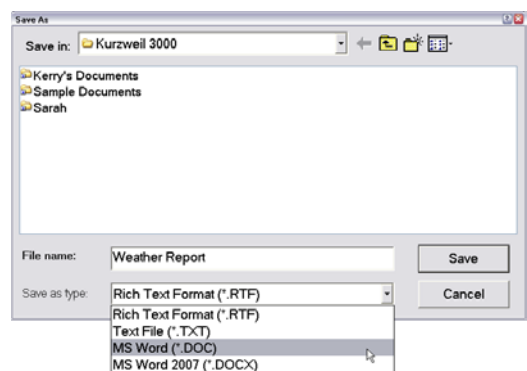 Save As
Save in: Kurzweil 3000
Kerry's Documents
Sample Documents
Sarah
File name: Weather Report Save
Save as type: Rich Text Format (*.RTF) Cancel
Rich Text Format (*.RTF)
Text File (*.TXT)
MS Word (*.DOC)
MS Word 2007 (*.DOCX)